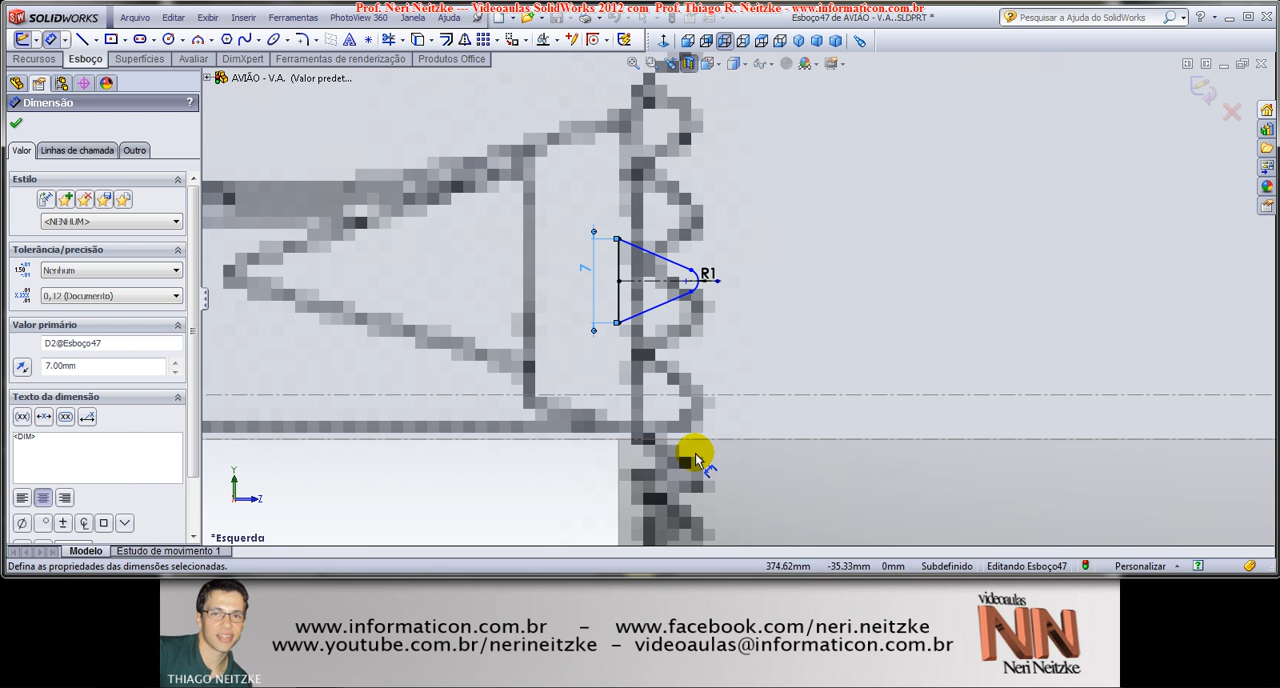 Prof. Neri Neitzke --- Videoaulas SolidWorks 2012 com Prof. Thiago R. Neitzke - www.informaticon.com.br
SOLIDWORKS
Arquivo Editar Exibir Inserir Ferramentas PhotoView 360 Janela Ajuda
Esboço47 de AVIÃO - V.A..SLDPRT *
Pesquisar a Ajuda do SolidWorks
Recursos Esboço Superfícies Avaliar DimXpert Ferramentas de renderização Produtos Office
AVIÃO - V.A. (Valor predet...
Dimensão
?
Valor Linhas de chamada Outro
Estilo
<NENHUM>
Tolerância/precisão
Nenhum
0,12 (Documento)
Valor primário
D2@Esboço47
7.00mm
Texto da dimensão
(xx)
<DIM>
7
R1
Y
Z
*Esquerda
Modelo Estudo de movimento 1
Defina as propriedades das dimensões selecionadas.
374.62mm -35.33mm 0mm Subdefinido Editando Esboço47 Personalizar
www.informaticon.com.br - www.facebook.com/neri.neitzke
www.youtube.com.br/nerineitzke - videoaulas@informaticon.com.br
THIAGO NEITZKE
videoaulas
NN
Neri Neitzke